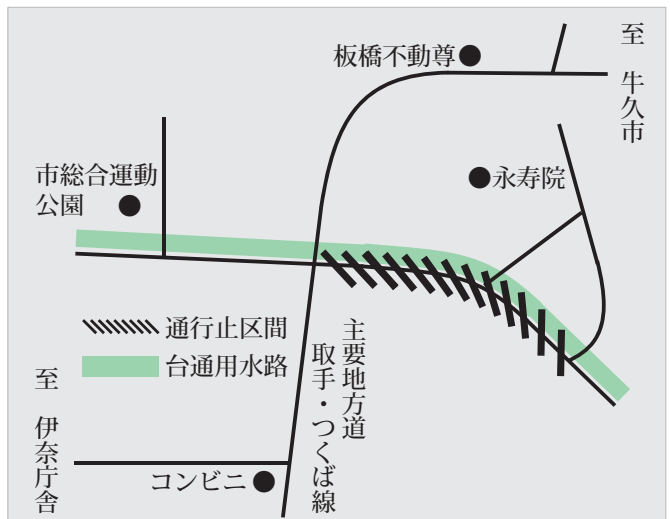 板橋不動尊
至 牛久市
市総合運動
公園
永寿院
通行止区間
台通用水路
主要地方道
取手・つくば線
至 伊奈庁舎
コンビニ